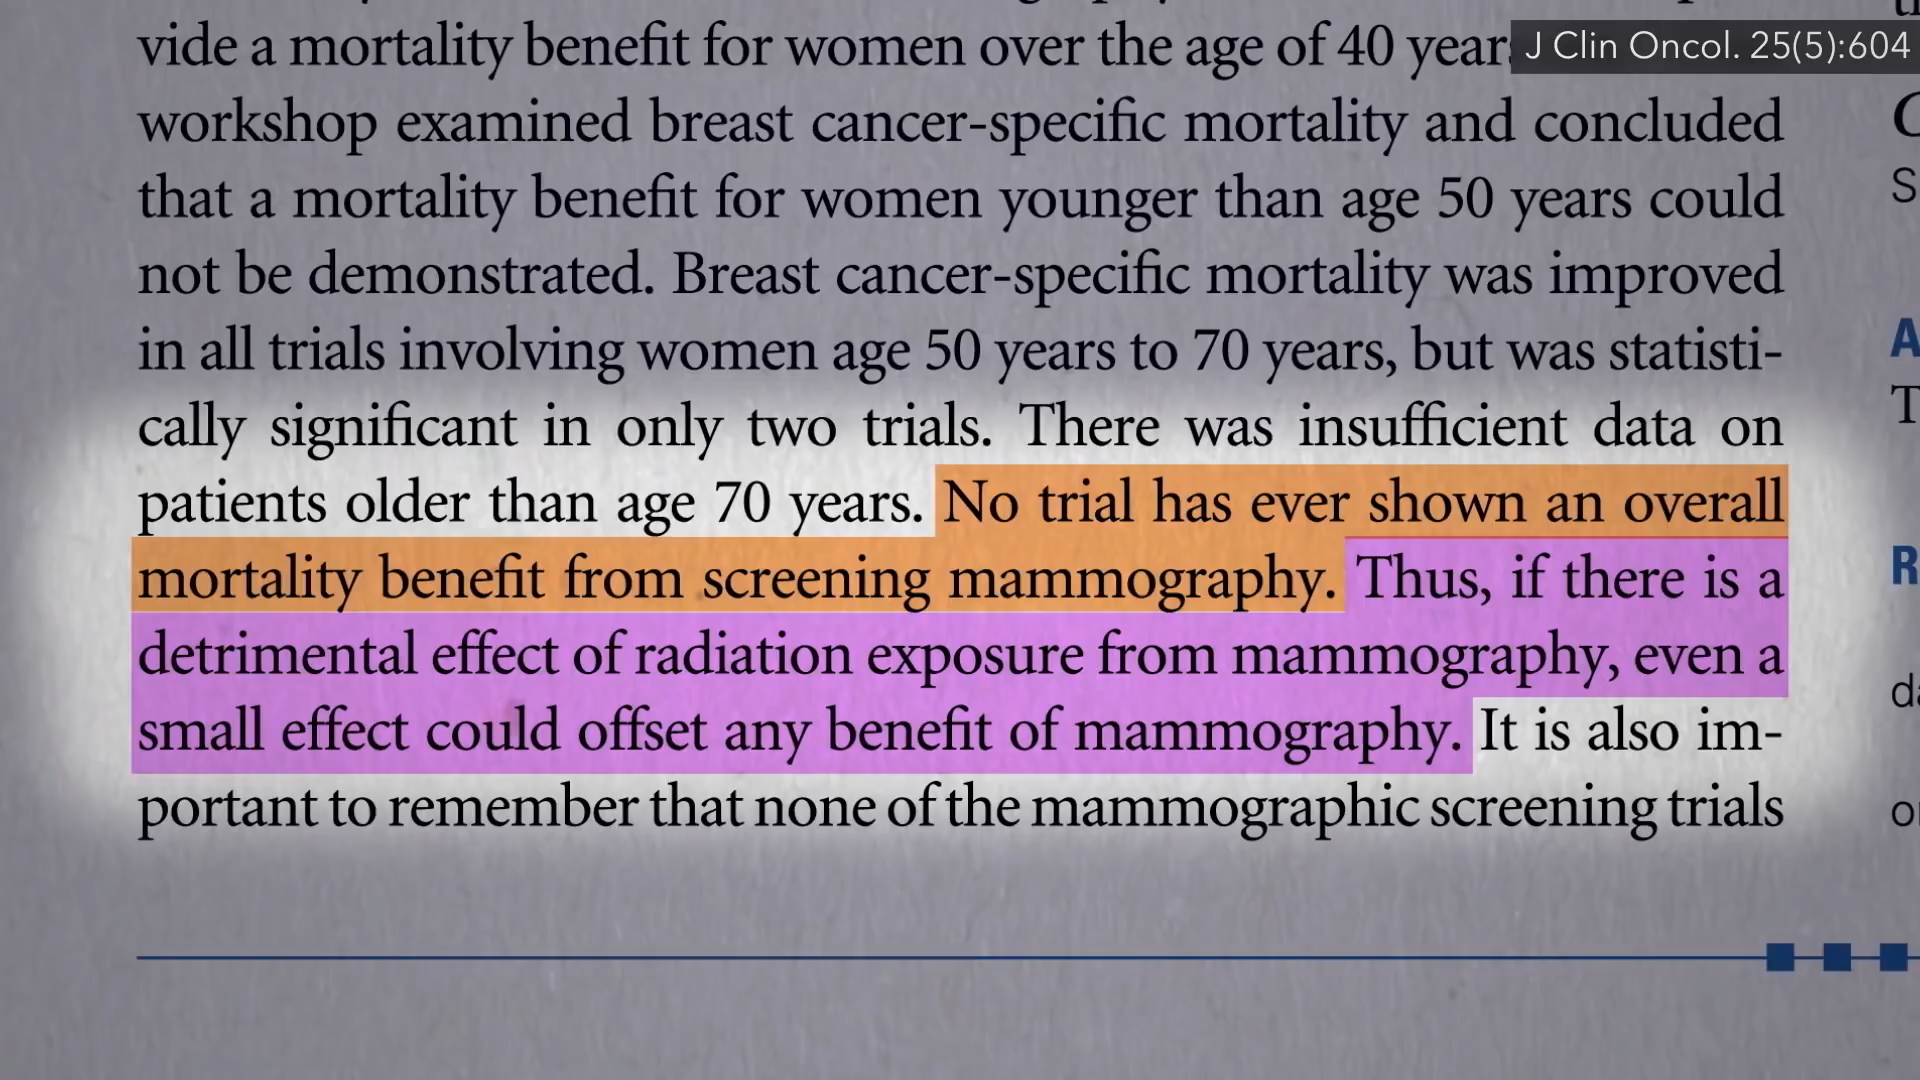 vide a mortality benefit for women over the age of 40 years
J Clin Oncol. 25(5):604
workshop examined breast cancer-specific mortality and concluded
that a mortality benefit for women younger than age 50 years could
not be demonstrated. Breast cancer-specific mortality was improved
in all trials involving women age 50 years to 70 years, but was statisti-
cally significant in only two trials. There was insufficient data on
patients older than age 70 years. No trial has ever shown an overall
mortality benefit from screening mammography. Thus, if there is a
detrimental effect of radiation exposure from mammography, even a
small effect could offset any benefit of mammography. It is also im-
portant to remember that none of the mammographic screening trials